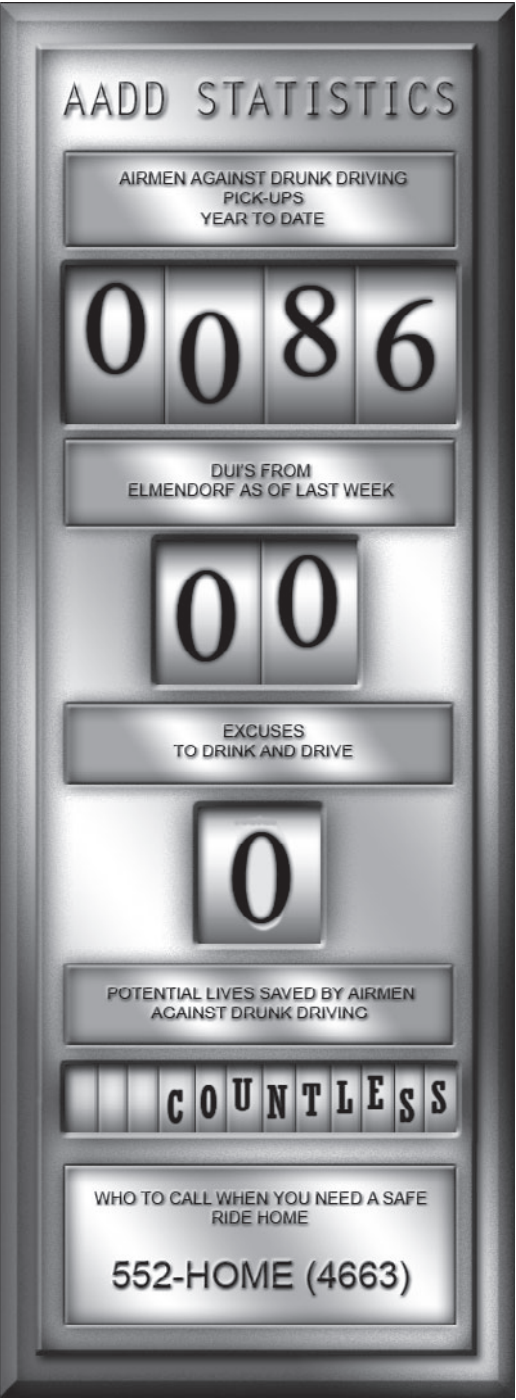 AADD STATISTICS
AIRMEN AGAINST DRUNK DRIVING
PICK-UPS
YEAR TO DATE
0086
DUI'S FROM
ELMENDORF AS OF LAST WEEK
00
EXCUSES
TO DRINK AND DRIVE
0
POTENTIAL LIVES SAVED BY AIRMEN
AGAINST DRUNK DRIVING
COUNTLESS
WHO TO CALL WHEN YOU NEED A SAFE
RIDE HOME
552-HOME (4663)